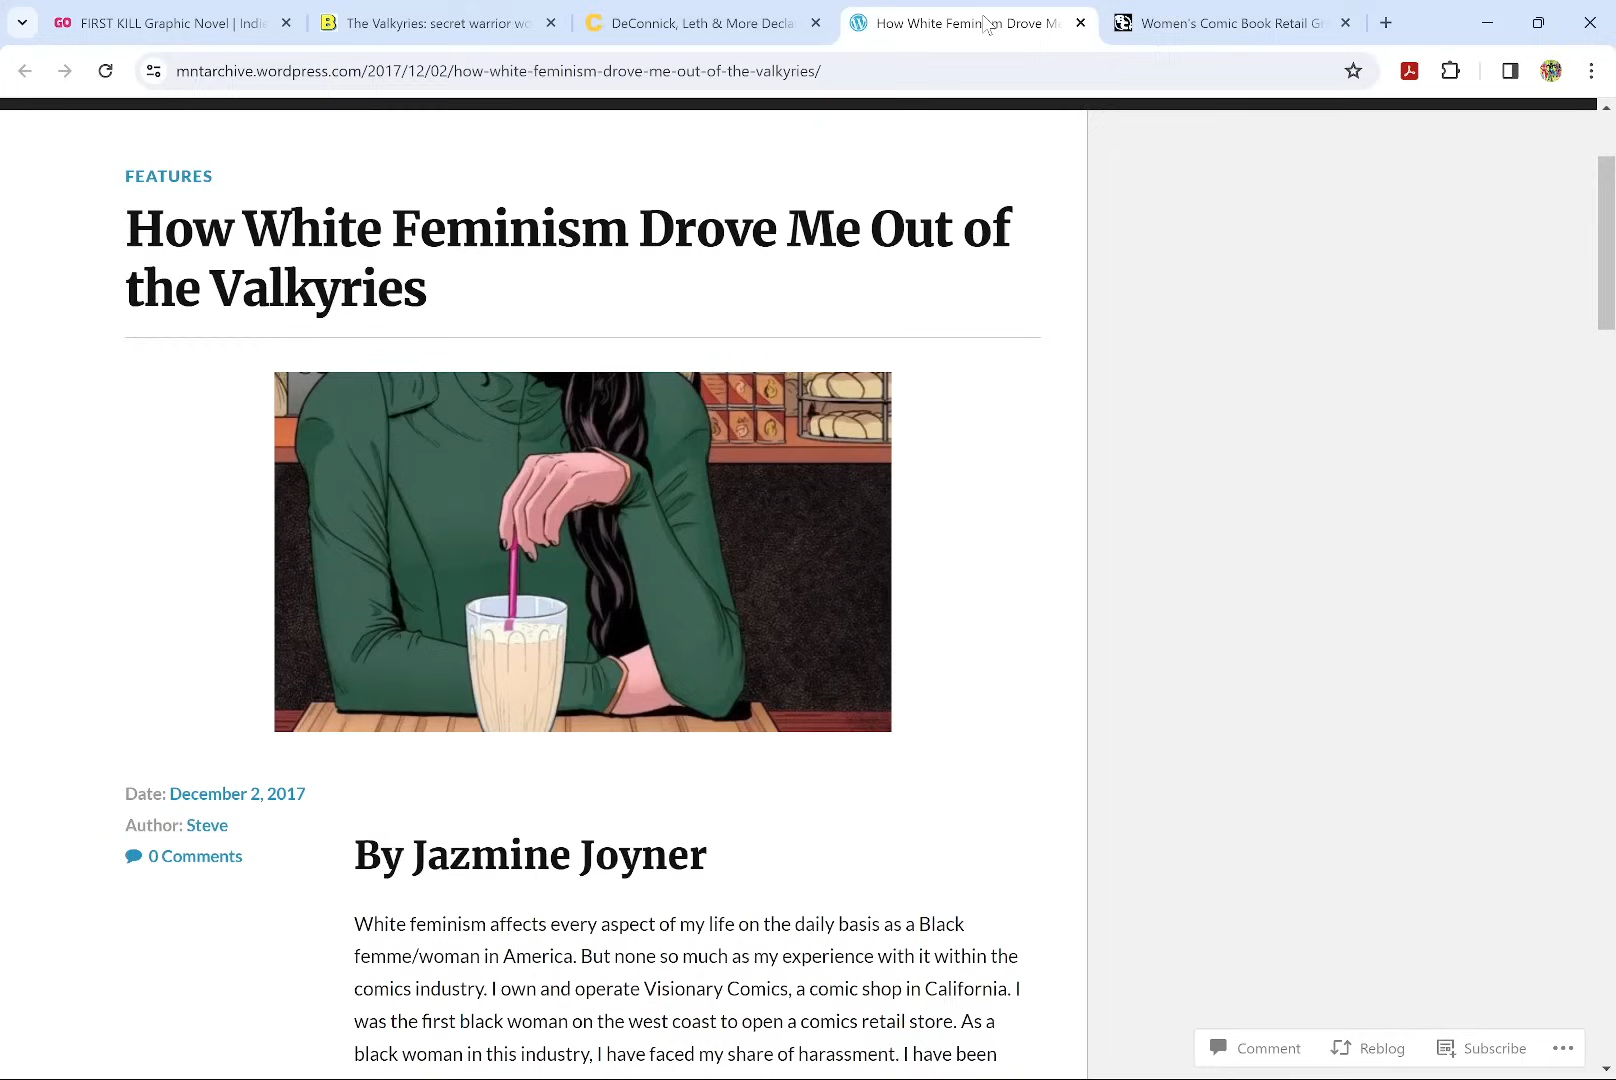 FIRST KILL Graphic Novel | Indie
The Valkyries: secret warrior wo
DeConnick, Leth & More Decla
How White Feminism Drove Me
Women's Comic Book Retail Gr
mntarchive.wordpress.com/2017/12/02/how-white-feminism-drove-me-out-of-the-valkyries/
FEATURES
How White Feminism Drove Me Out of
the Valkyries
Date: December 2, 2017
Author: Steve
0 Comments
By Jazmine Joyner
White feminism affects every aspect of my life on the daily basis as a Black
femme/woman in America. But none so much as my experience with it within the
comics industry. I own and operate Visionary Comics, a comic shop in California. I
was the first black woman on the west coast to open a comics retail store. As a
black woman in this industry, I have faced my share of harassment. I have been
Comment
Reblog
Subscribe